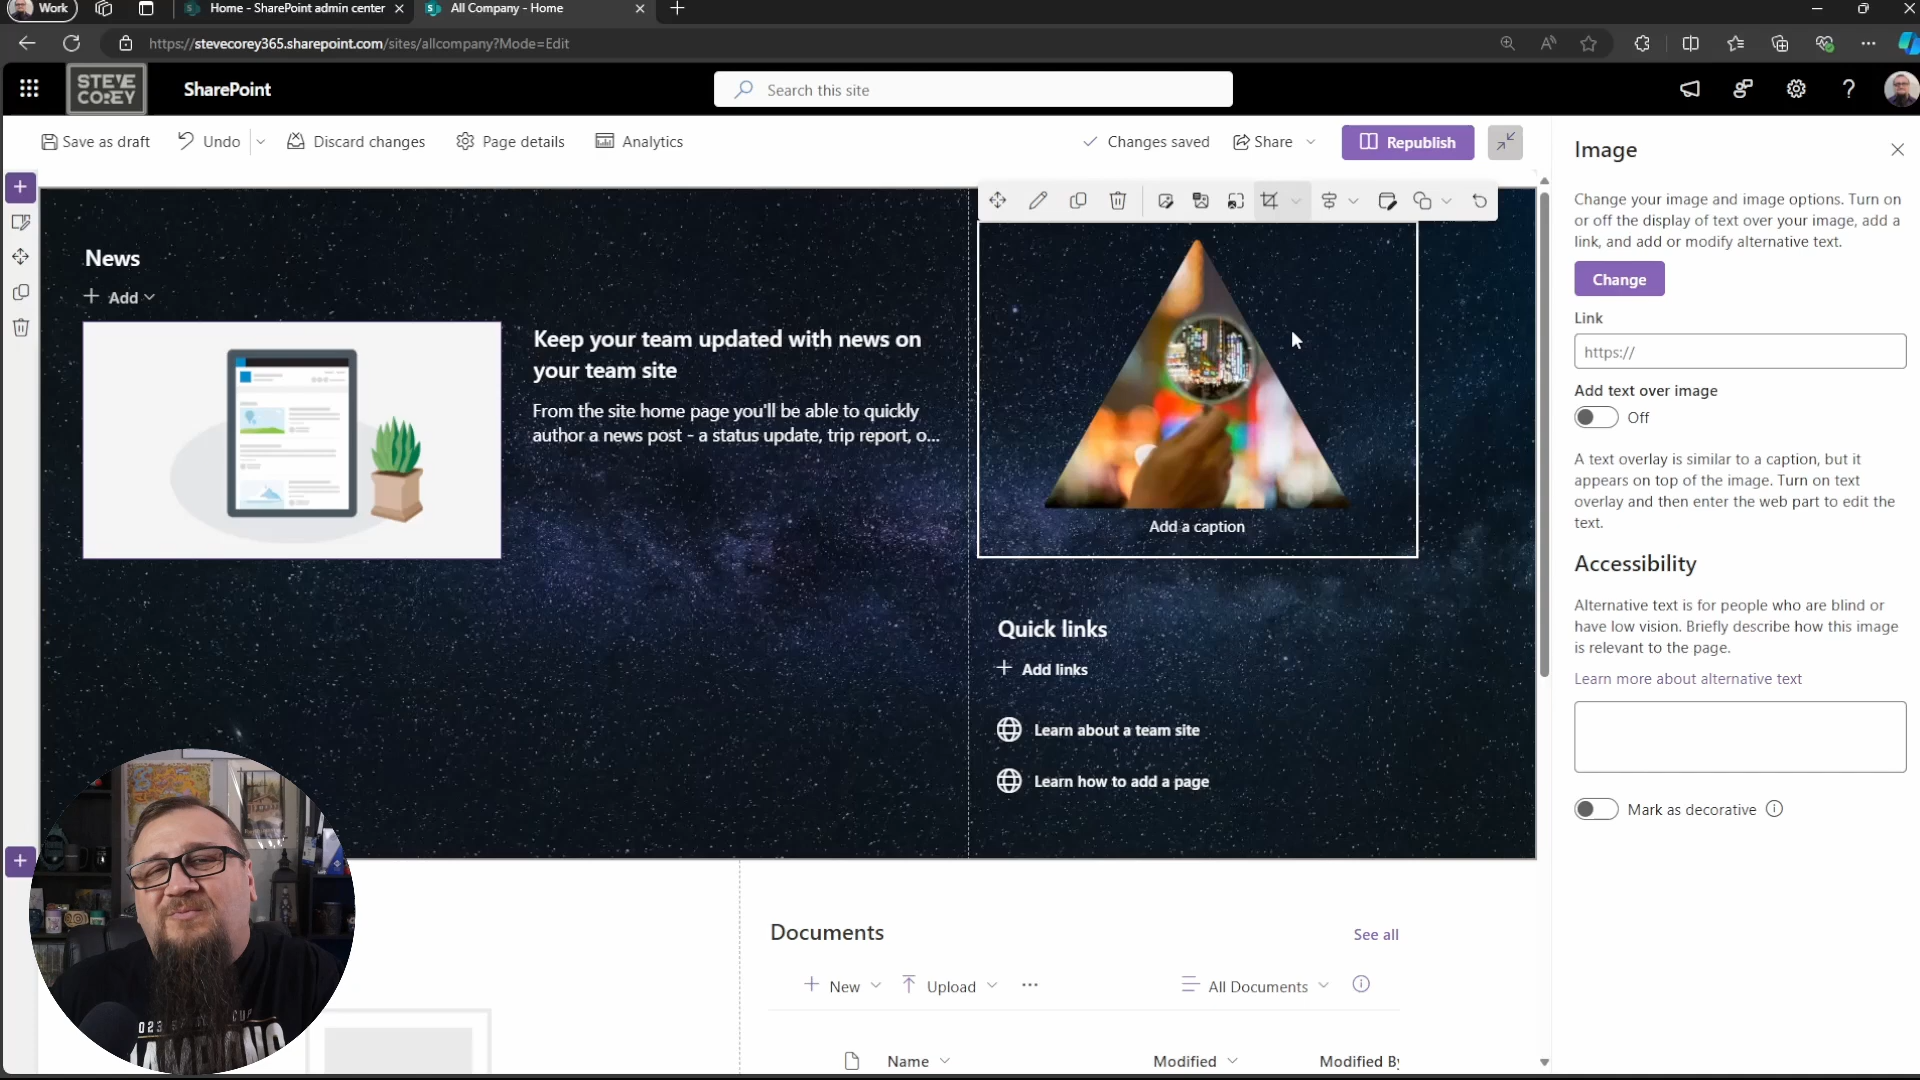 Work
Home - SharePoint admin center
All Company - Home
https://stevecorey365.sharepoint.com/sites/allcompany?Mode=Edit
STEVE
COREY
SharePoint
Search this site
Save as draft
Undo
Discard changes
Page details
Analytics
Changes saved
Share
Republish
News
Add
Keep your team updated with news on
your team site
From the site home page you'll be able to quickly
author a news post - a status update, trip report, o...
Add a caption
Quick links
Add links
Learn about a team site
Learn how to add a page
Documents
See all
New
Upload
All Documents
Name
Modified
Modified By
Image
Change your image and image options. Turn on
or off the display of text over your image, add a
link, and add or modify alternative text.
Change
Link
https://
Add text over image
Off
A text overlay is similar to a caption, but it
appears on top of the image. Turn on text
overlay and then enter the web part to edit the
text.
Accessibility
Alternative text is for people who are blind or
have low vision. Briefly describe how this image
is relevant to the page.
Learn more about alternative text
Mark as decorative